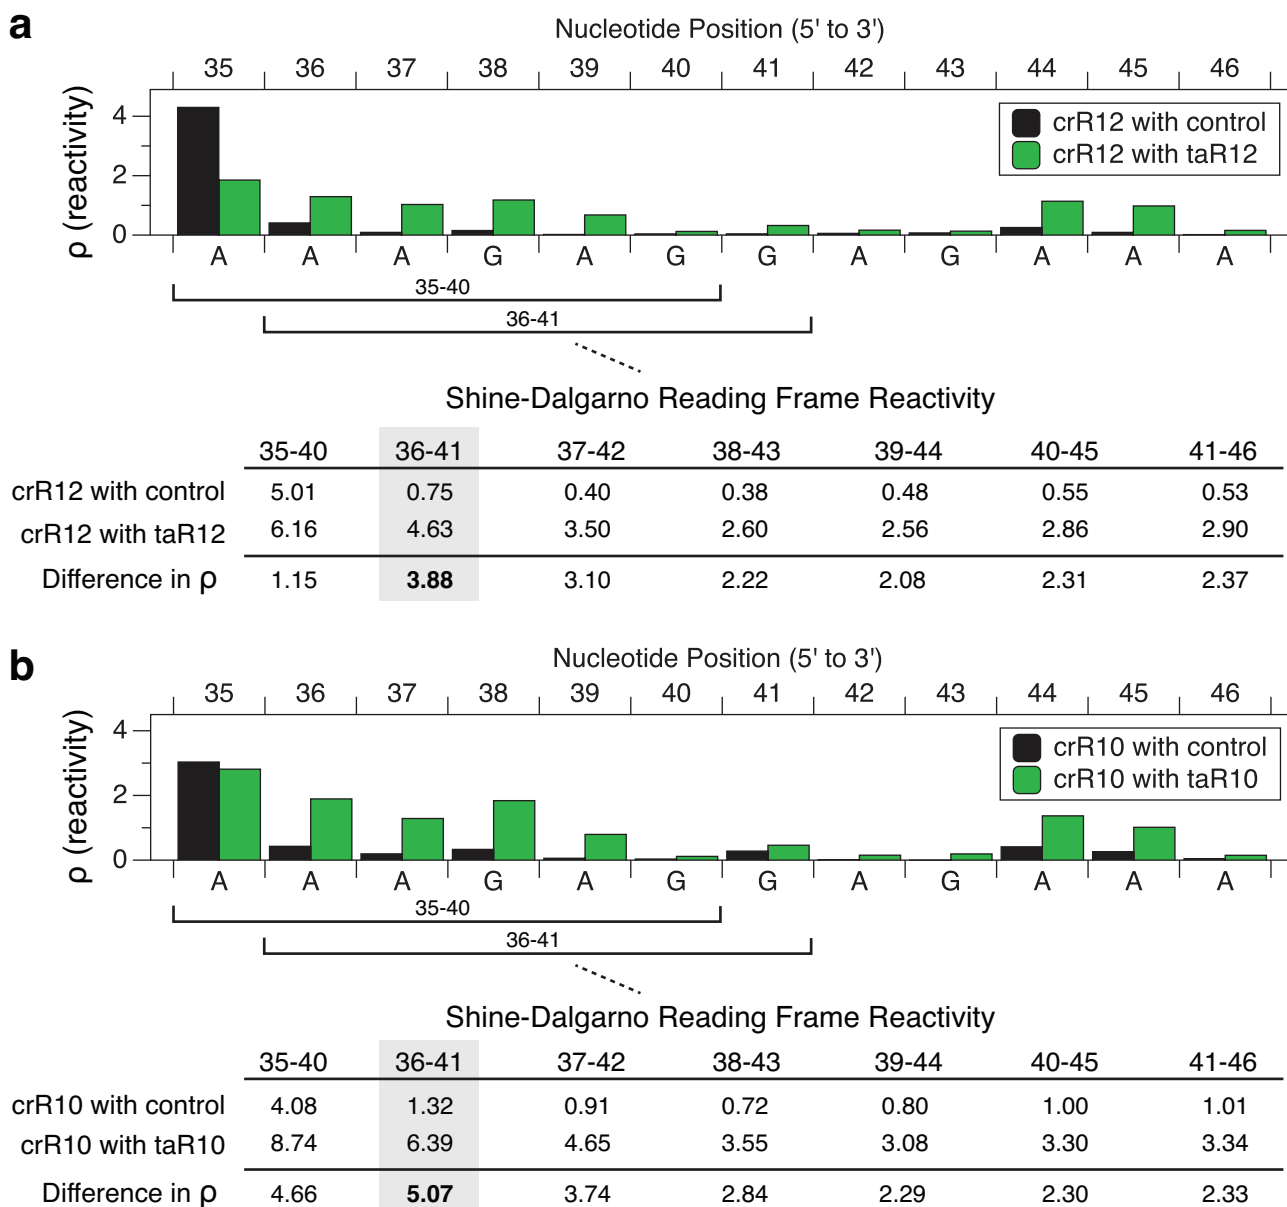 a
Nucleotide Position (5' to 3')
35 36 37 38 39 40 41 42 43 44 45 46
ρ (reactivity)
4
2
0
crR12 with control
crR12 with taR12
A A A G A G G A G A A A
35-40
36-41
Shine-Dalgarno Reading Frame Reactivity
35-40 36-41 37-42 38-43 39-44 40-45 41-46
crR12 with control 5.01 0.75 0.40 0.38 0.48 0.55 0.53
crR12 with taR12 6.16 4.63 3.50 2.60 2.56 2.86 2.90
Difference in ρ 1.15 3.88 3.10 2.22 2.08 2.31 2.37
b
Nucleotide Position (5' to 3')
35 36 37 38 39 40 41 42 43 44 45 46
ρ (reactivity)
4
2
0
crR10 with control
crR10 with taR10
A A A G A G G A G A A A
35-40
36-41
Shine-Dalgarno Reading Frame Reactivity
35-40 36-41 37-42 38-43 39-44 40-45 41-46
crR10 with control 4.08 1.32 0.91 0.72 0.80 1.00 1.01
crR10 with taR10 8.74 6.39 4.65 3.55 3.08 3.30 3.34
Difference in ρ 4.66 5.07 3.74 2.84 2.29 2.30 2.33